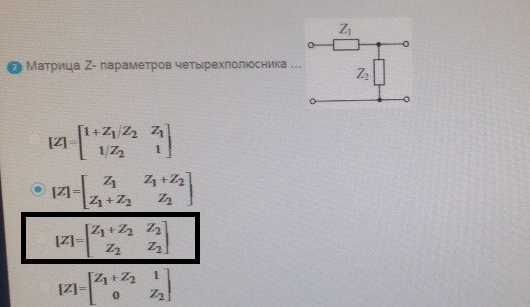 Z₁
? Матрица Z- параметров четырехполюсника ...
Z₂
[Z]=[1+Z₁/Z₂ Z₁
1/Z₂ 1]
[Z]=[Z₁ Z₁+Z₂
Z₁+Z₂ Z₂]
[Z]=[Z₁+Z₂ Z₂
Z₂ Z₂]
[Z]=[Z₁+Z₂ 1
0 Z₂]